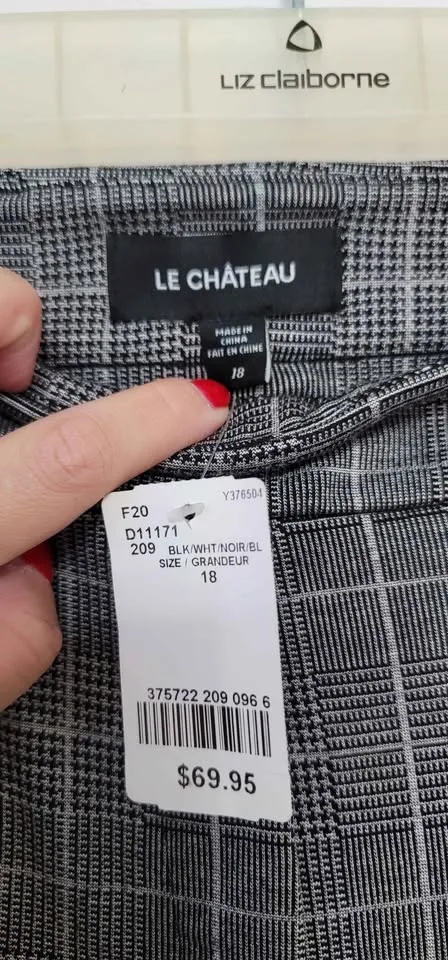 LIZ claiborne
LE CHÂTEAU
MADE IN
CHINA
FAIT EN CHINE
18
F20
Y376504
D11171
209 BLK/WHT/NOIR/BL
SIZE / GRANDEUR
18
375722 209 096 6
$69.95